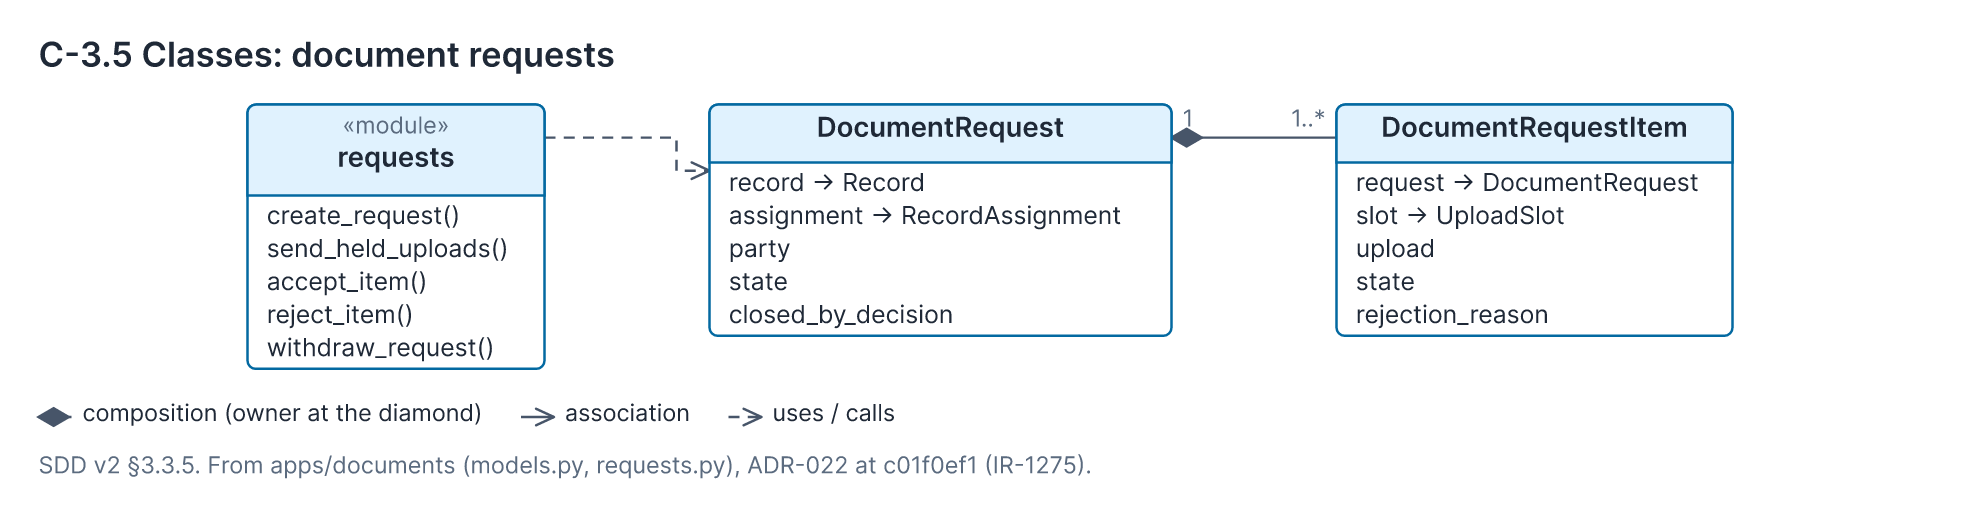 C-3.5 Classes: document requests
«module»
requests
create_request()
send_held_uploads()
accept_item()
reject_item()
withdraw_request()
DocumentRequest
record → Record
assignment → RecordAssignment
party
state
closed_by_decision
1
1..*
DocumentRequestItem
request → DocumentRequest
slot → UploadSlot
upload
state
rejection_reason
composition (owner at the diamond)
association
uses / calls
SDD v2 §3.3.5. From apps/documents (models.py, requests.py), ADR-022 at c01f0ef1 (IR-1275).